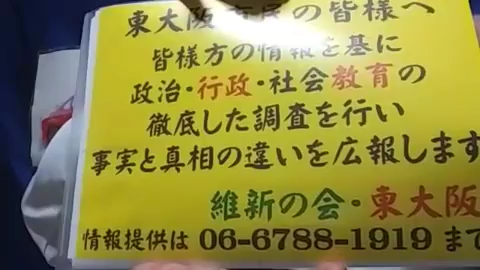 東大阪市民の皆様へ
皆様方の情報を基に
政治・行政・社会教育の
徹底した調査を行い
事実と真相の違いを広報します
維新の会・東大阪
情報提供は 06-6788-1919 まで